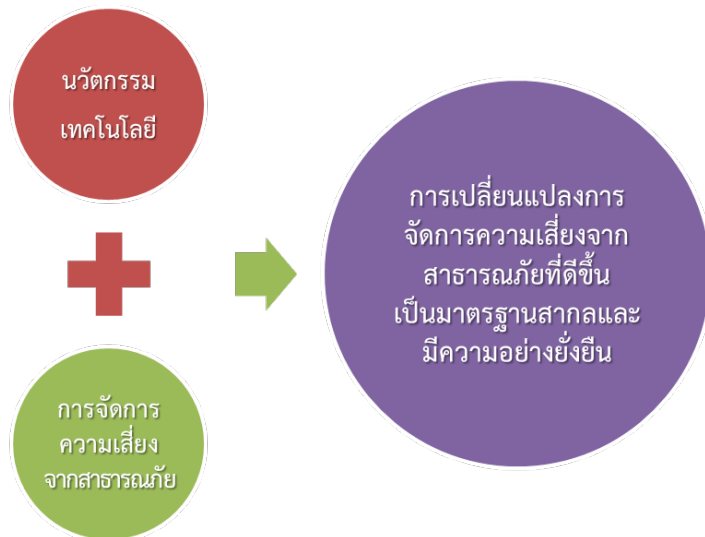 นวัตกรรม
เทคโนโลยี
การจัดการ
ความเสี่ยง
จากสาธารณภัย
การเปลี่ยนแปลงการ
จัดการความเสี่ยงจาก
สาธารณภัยที่ดีขึ้น
เป็นมาตรฐานสากลและ
มีความอย่างยั่งยืน